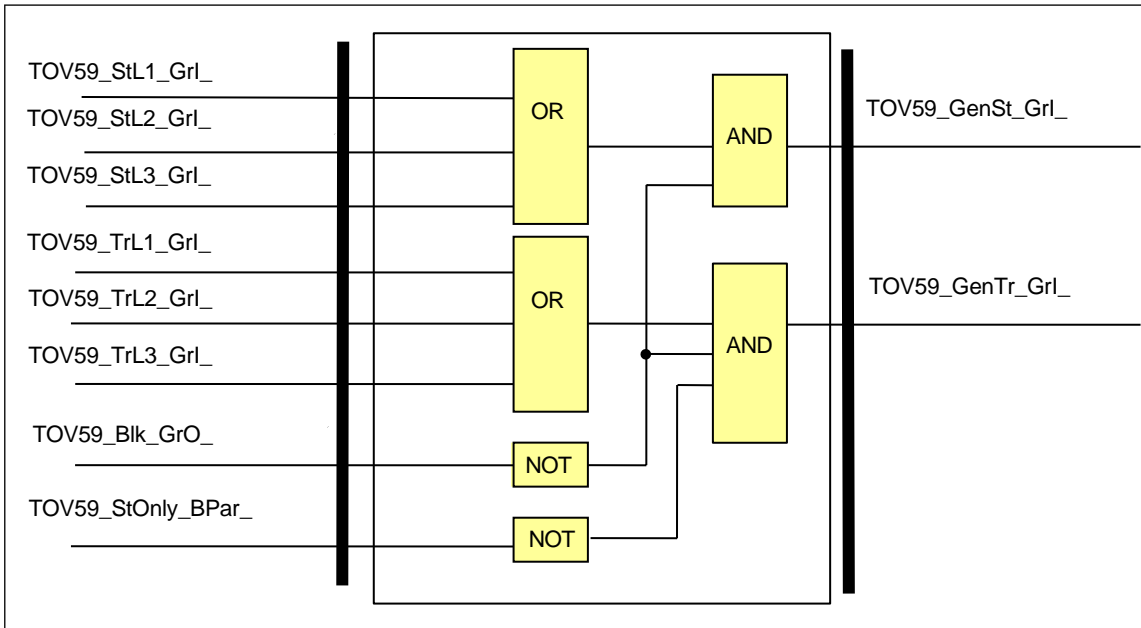 TOV59_StL1_GrI_
TOV59_StL2_GrI_
TOV59_StL3_GrI_
TOV59_TrL1_GrI_
TOV59_TrL2_GrI_
TOV59_TrL3_GrI_
TOV59_Blk_GrO_
TOV59_StOnly_BPar_
OR
OR
NOT
NOT
AND
AND
TOV59_GenSt_GrI_
TOV59_GenTr_GrI_